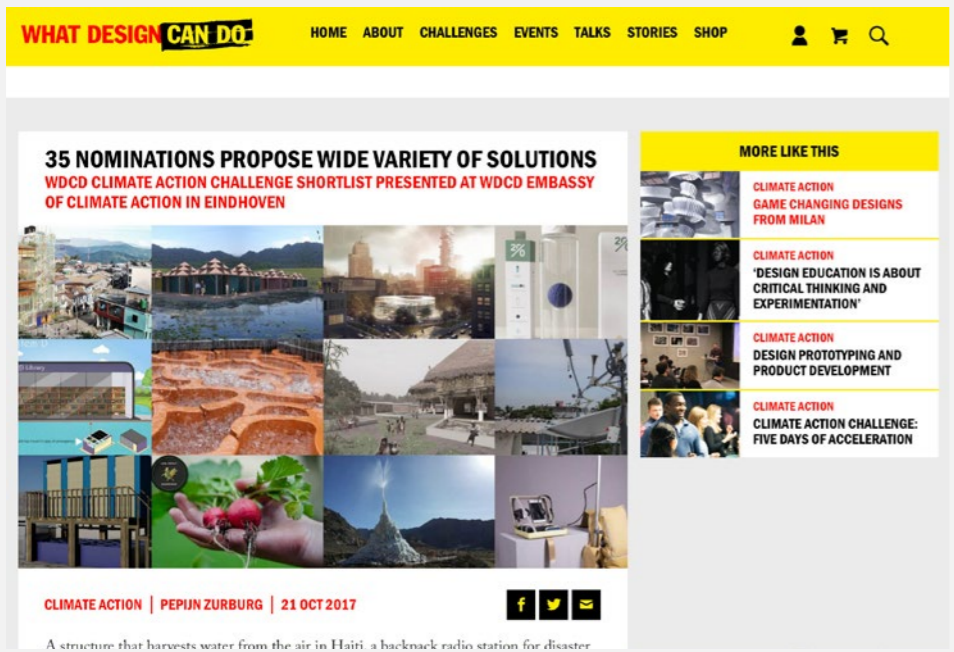 WHAT DESIGN CAN DO
HOME ABOUT CHALLENGES EVENTS TALKS STORIES SHOP
35 NOMINATIONS PROPOSE WIDE VARIETY OF SOLUTIONS
WDCD CLIMATE ACTION CHALLENGE SHORTLIST PRESENTED AT WDCD EMBASSY
OF CLIMATE ACTION IN EINDHOVEN
2%
Library
CLIMATE ACTION | PEPIJN ZURBURG | 21 OCT 2017
A structure that harvests water from the air in Haiti, a backpack radio station for disaster
MORE LIKE THIS
CLIMATE ACTION
GAME CHANGING DESIGNS
FROM MILAN
CLIMATE ACTION
‘DESIGN EDUCATION IS ABOUT
CRITICAL THINKING AND
EXPERIMENTATION’
CLIMATE ACTION
DESIGN PROTOTYPING AND
PRODUCT DEVELOPMENT
CLIMATE ACTION
CLIMATE ACTION CHALLENGE:
FIVE DAYS OF ACCELERATION